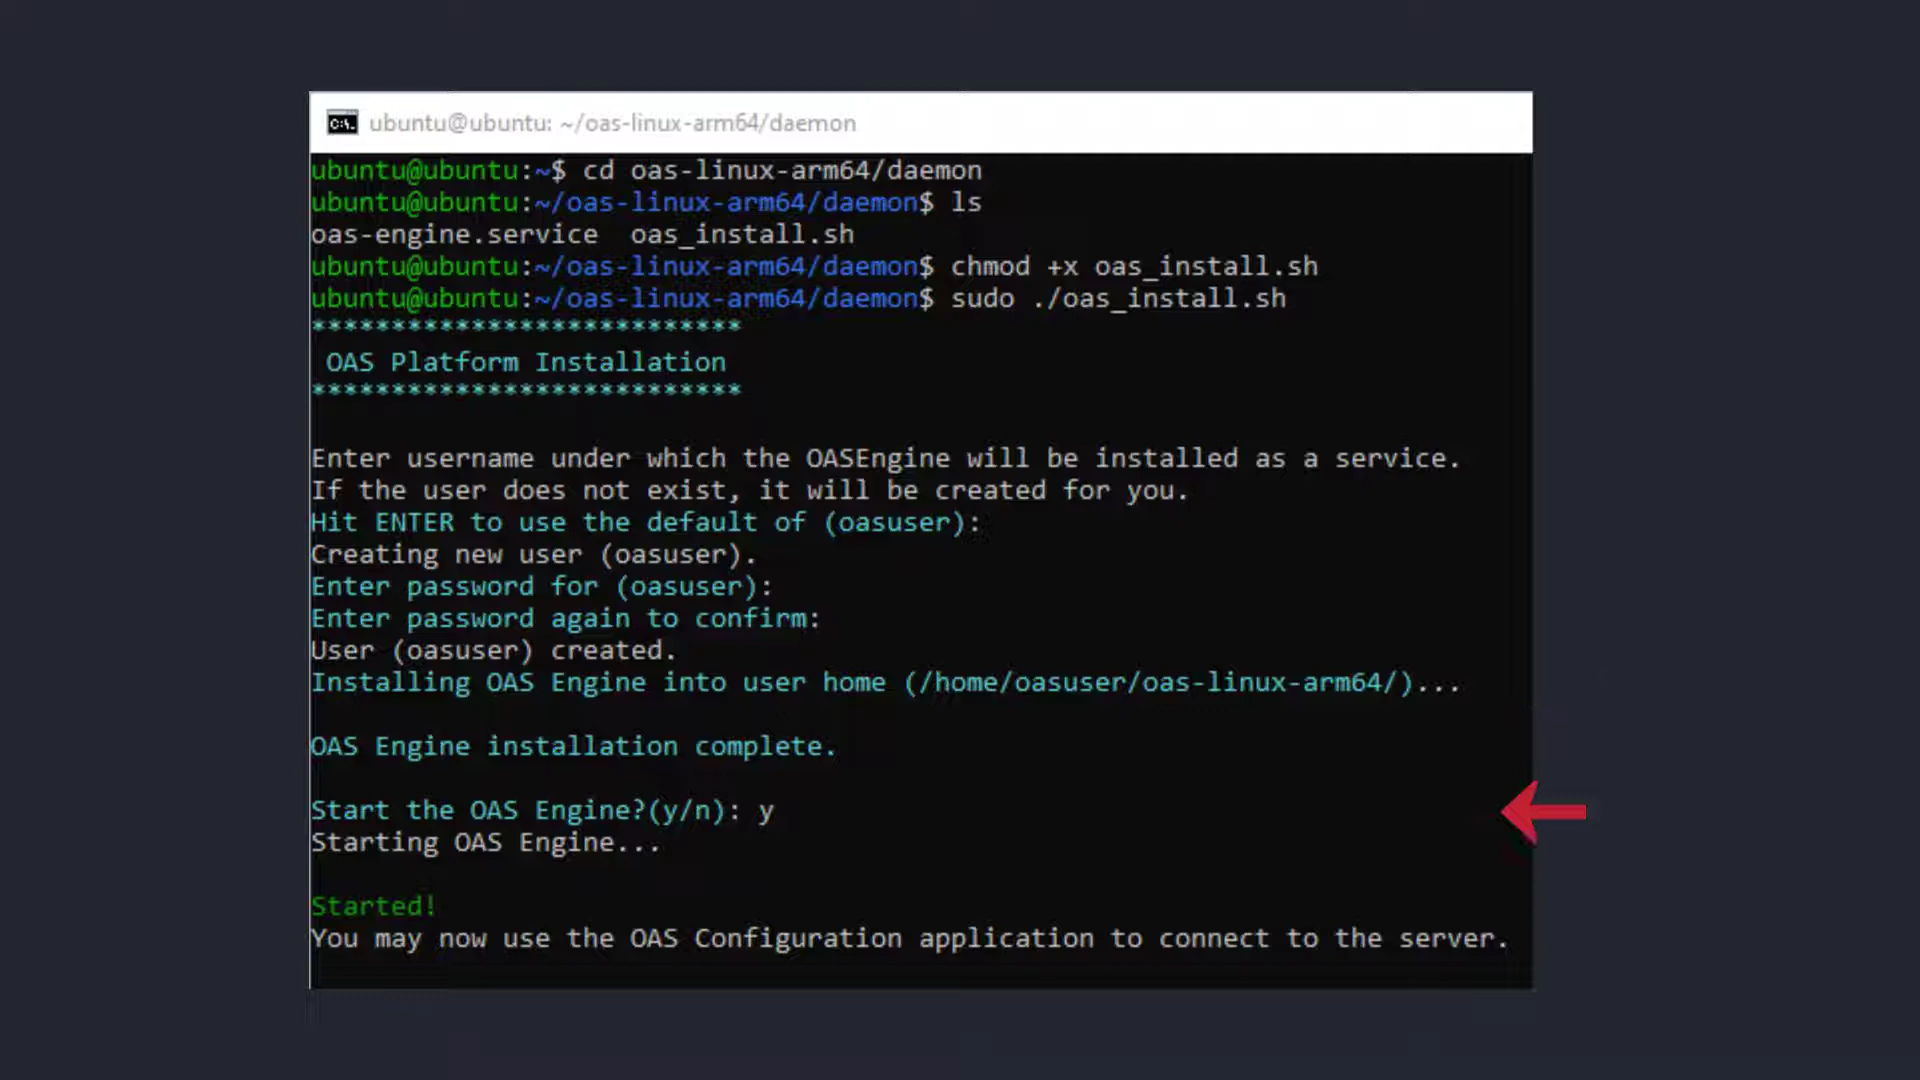 C:\.
ubuntu@ubuntu: ~/oas-linux-arm64/daemon
ubuntu@ubuntu:~$ cd oas-linux-arm64/daemon
ubuntu@ubuntu:~/oas-linux-arm64/daemon$ ls
oas-engine.service  oas_install.sh
ubuntu@ubuntu:~/oas-linux-arm64/daemon$ chmod +x oas_install.sh
ubuntu@ubuntu:~/oas-linux-arm64/daemon$ sudo ./oas_install.sh
***************************
 OAS Platform Installation
***************************
Enter username under which the OASEngine will be installed as a service.
If the user does not exist, it will be created for you.
Hit ENTER to use the default of (oasuser):
Creating new user (oasuser).
Enter password for (oasuser):
Enter password again to confirm:
User (oasuser) created.
Installing OAS Engine into user home (/home/oasuser/oas-linux-arm64/)...
OAS Engine installation complete.
Start the OAS Engine?(y/n): y
Starting OAS Engine...
Started!
You may now use the OAS Configuration application to connect to the server.